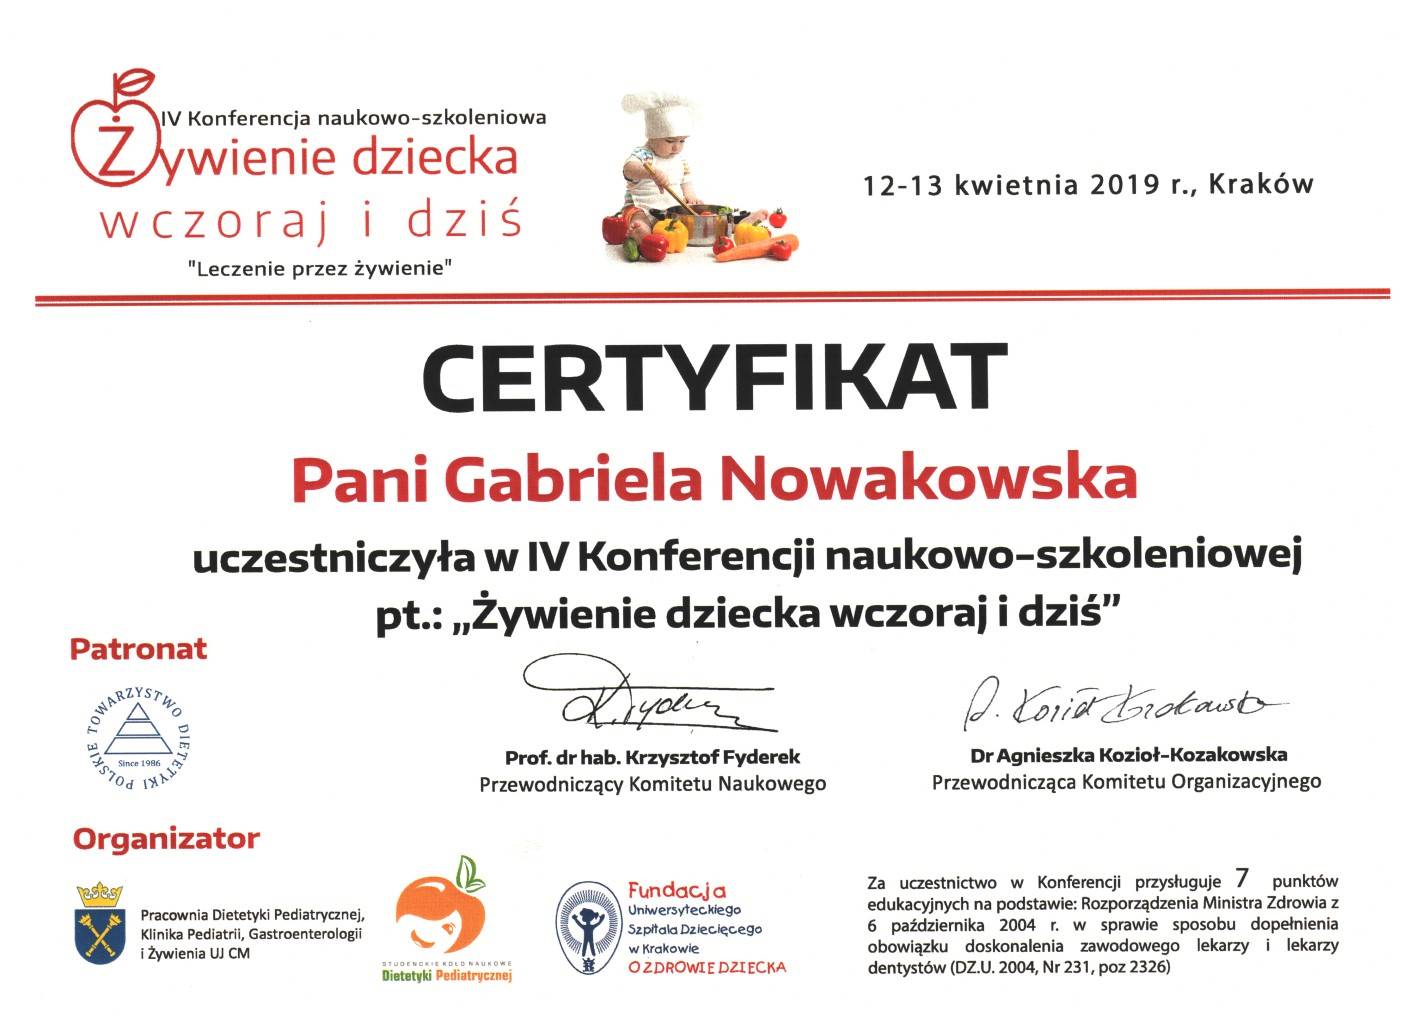 IV Konferencja naukowo-szkoleniowa
Żywienie dziecka
wczoraj i dziś
"Leczenie przez żywienie"
12-13 kwietnia 2019 r., Kraków
CERTYFIKAT
Pani Gabriela Nowakowska
uczestniczyła w IV Konferencji naukowo-szkoleniowej
pt.: „Żywienie dziecka wczoraj i dziś”
Patronat
POLSKIE TOWARZYSTWO DIETETYKI
Since 1986
Prof. dr hab. Krzysztof Fyderek
Przewodniczący Komitetu Naukowego
Dr Agnieszka Kozioł-Kozakowska
Przewodnicząca Komitetu Organizacyjnego
Organizator
Pracownia Dietetyki Pediatrycznej,
Klinika Pediatrii, Gastroenterologii
i Żywienia UJ CM
STUDENCKIE KOŁO NAUKOWE
Dietetyki Pediatrycznej
Fundacja
Uniwersyteckiego
Szpitala Dziecięcego
w Krakowie
O ZDROWIE DZIECKA
Za uczestnictwo w Konferencji przysługuje 7 punktów
edukacyjnych na podstawie: Rozporządzenia Ministra Zdrowia z
6 października 2004 r. w sprawie sposobu dopełnienia
obowiązku doskonalenia zawodowego lekarzy i lekarzy
dentystów (DZ.U. 2004, Nr 231, poz 2326)